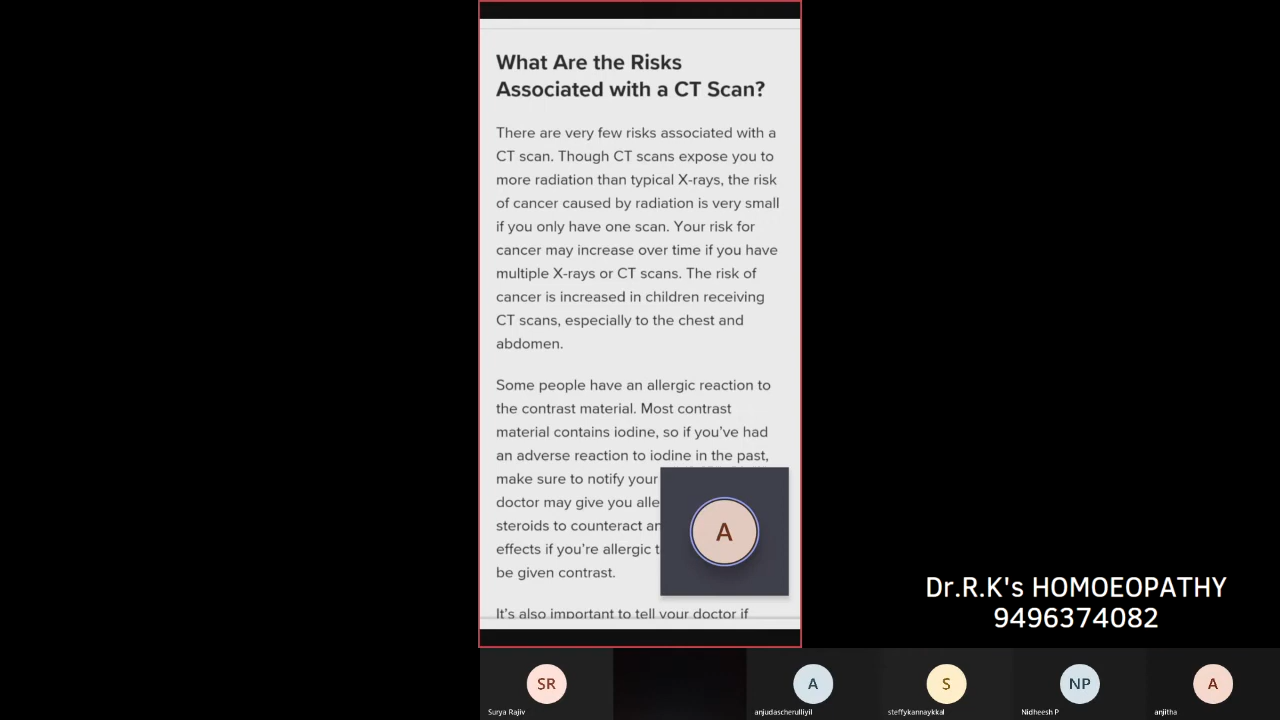 What Are the Risks
Associated with a CT Scan?
There are very few risks associated with a
CT scan. Though CT scans expose you to
more radiation than typical X-rays, the risk
of cancer caused by radiation is very small
if you only have one scan. Your risk for
cancer may increase over time if you have
multiple X-rays or CT scans. The risk of
cancer is increased in children receiving
CT scans, especially to the chest and
abdomen.
Some people have an allergic reaction to
the contrast material. Most contrast
material contains iodine, so if you’ve had
an adverse reaction to iodine in the past,
make sure to notify your
doctor may give you alle
steroids to counteract an
effects if you’re allergic t
be given contrast.
It’s also important to tell your doctor if
A
Dr.R.K's HOMOEOPATHY
9496374082
SR
Surya Rajiv
A
anjudascherulliyil
S
steffykannaykkal
NP
Nidheesh P
A
anjitha